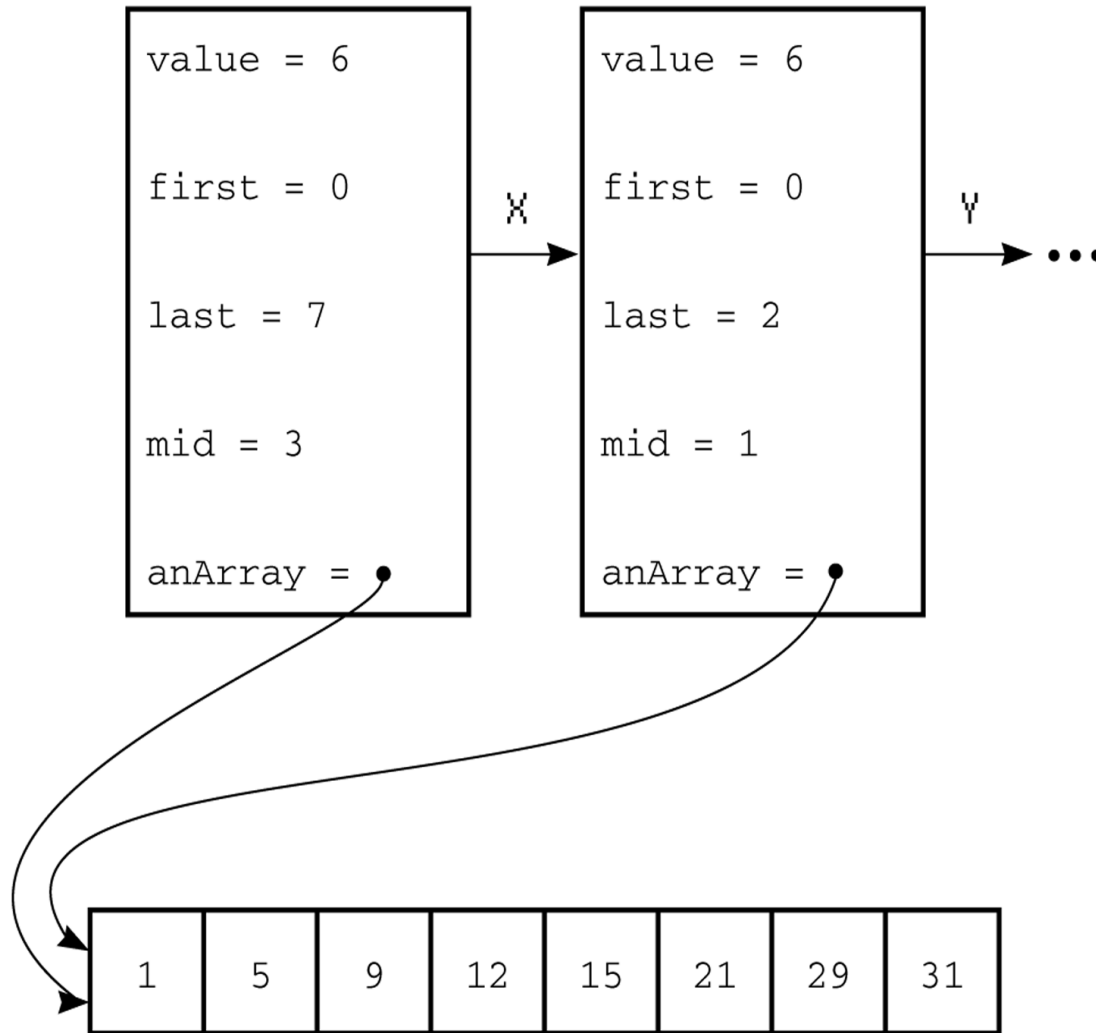 value = 6
first = 0
last = 7
mid = 3
anArray =
X
value = 6
first = 0
last = 2
mid = 1
anArray =
Y
...
1 5 9 12 15 21 29 31